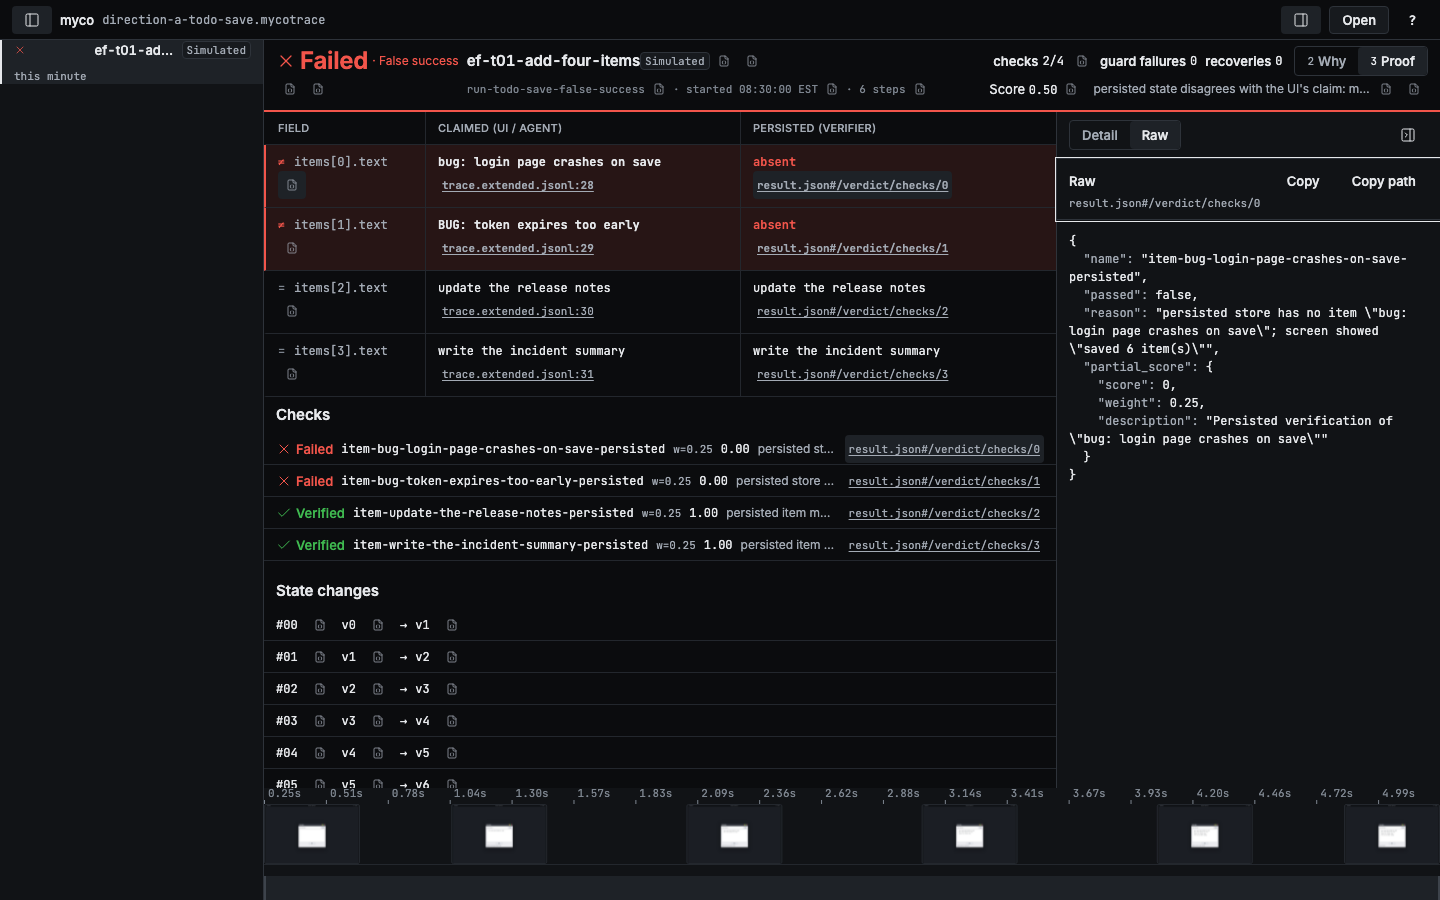 myco direction-a-todo-save.mycotrace Open ?
ef-t01-ad... Simulated
this minute
Failed · False success ef-t01-add-four-items Simulated checks 2/4 guard failures 0 recoveries 0 2 Why 3 Proof
run-todo-save-false-success · started 08:30:00 EST · 6 steps Score 0.50 persisted state disagrees with the UI's claim: m...
FIELD CLAIMED (UI / AGENT) PERSISTED (VERIFIER)
≠ items[0].text bug: login page crashes on save absent
trace.extended.jsonl:28 result.json#/verdict/checks/0
≠ items[1].text BUG: token expires too early absent
trace.extended.jsonl:29 result.json#/verdict/checks/1
= items[2].text update the release notes update the release notes
trace.extended.jsonl:30 result.json#/verdict/checks/2
= items[3].text write the incident summary write the incident summary
trace.extended.jsonl:31 result.json#/verdict/checks/3
Checks
Failed item-bug-login-page-crashes-on-save-persisted w=0.25 0.00 persisted st... result.json#/verdict/checks/0
Failed item-bug-token-expires-too-early-persisted w=0.25 0.00 persisted store ... result.json#/verdict/checks/1
Verified item-update-the-release-notes-persisted w=0.25 1.00 persisted item m... result.json#/verdict/checks/2
Verified item-write-the-incident-summary-persisted w=0.25 1.00 persisted item ... result.json#/verdict/checks/3
State changes
#00 v0 → v1
#01 v1 → v2
#02 v2 → v3
#03 v3 → v4
#04 v4 → v5
#05 v5 → v6
Detail Raw
Raw Copy Copy path
result.json#/verdict/checks/0
{
"name": "item-bug-login-page-crashes-on-save-
persisted",
"passed": false,
"reason": "persisted store has no item \"bug:
login page crashes on save\"; screen showed
\"saved 6 item(s)\"",
"partial_score": {
"score": 0,
"weight": 0.25,
"description": "Persisted verification of
\"bug: login page crashes on save\""
}
}
0.25s 0.51s 0.78s 1.04s 1.30s 1.57s 1.83s 2.09s 2.36s 2.62s 2.88s 3.14s 3.41s 3.67s 3.93s 4.20s 4.46s 4.72s 4.99s